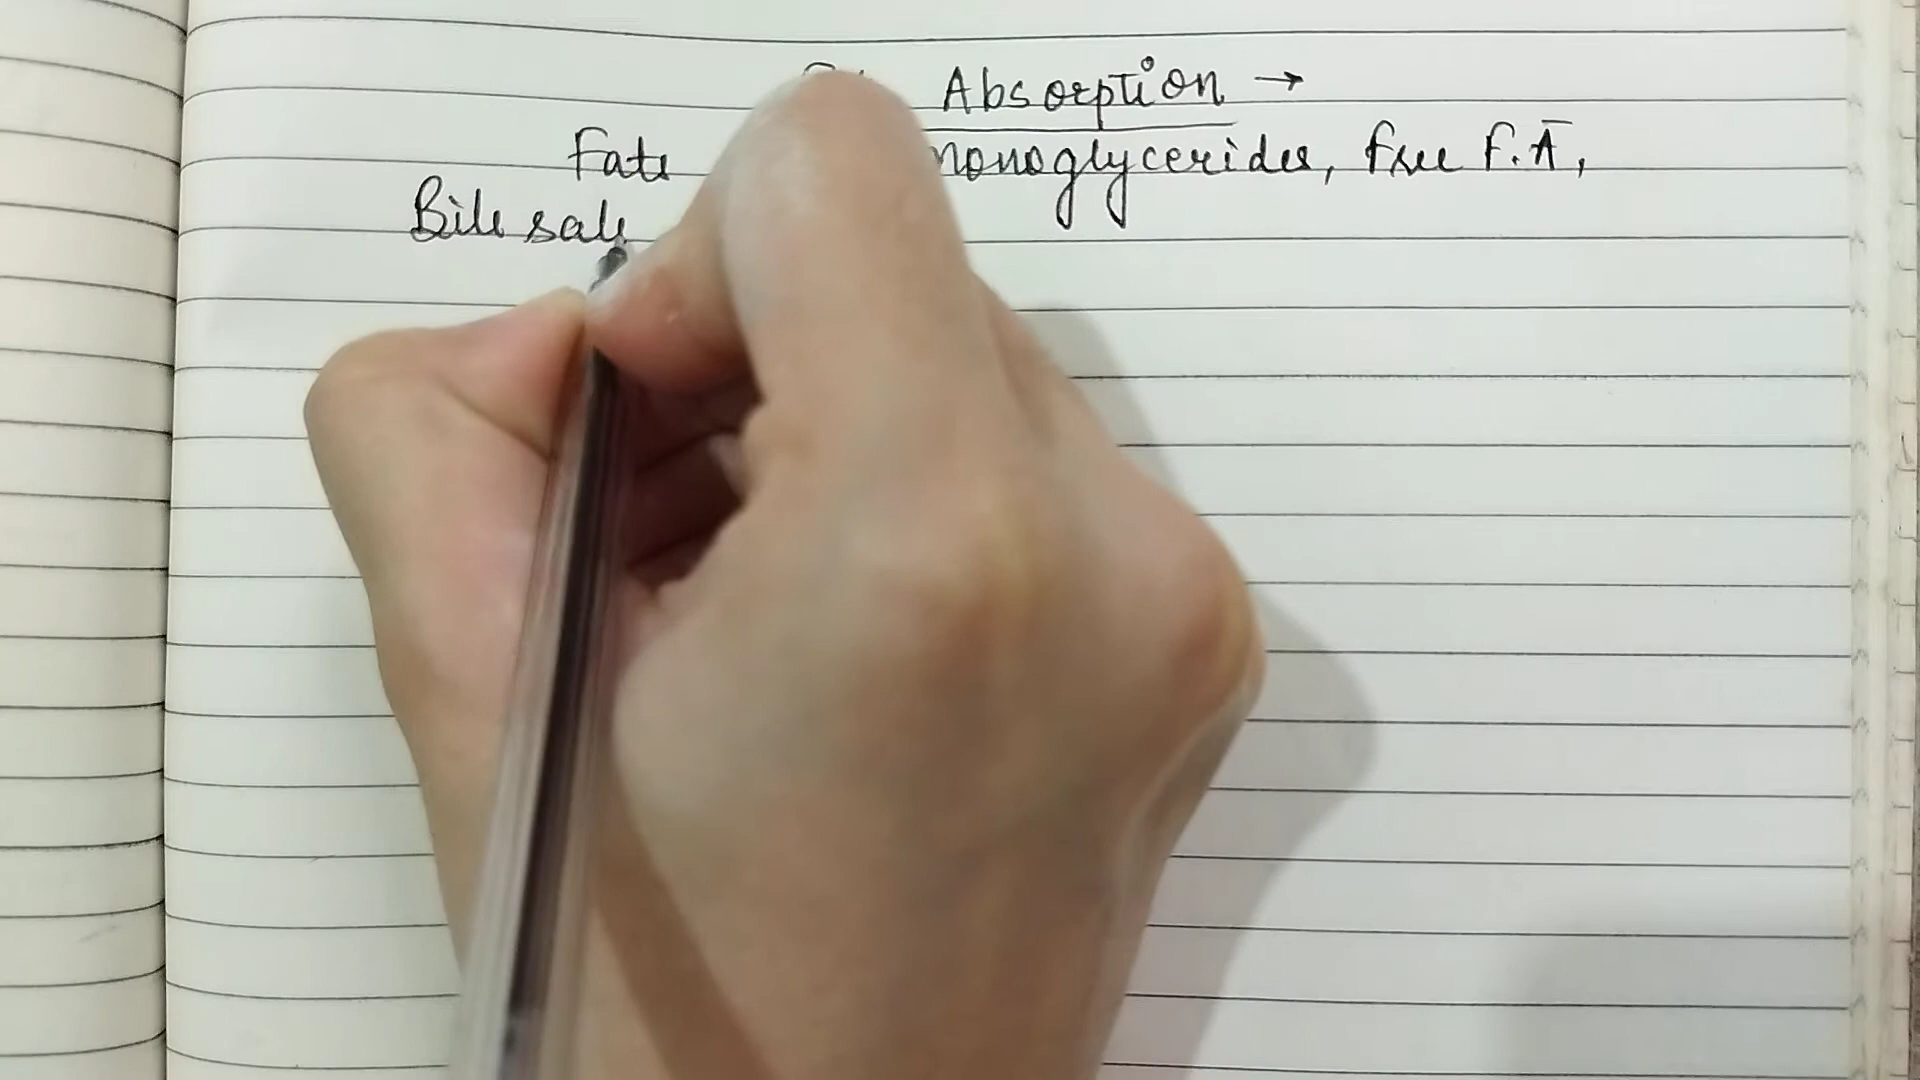 Absorption →
Fats monoglycerides, free F.A,
Bile salt